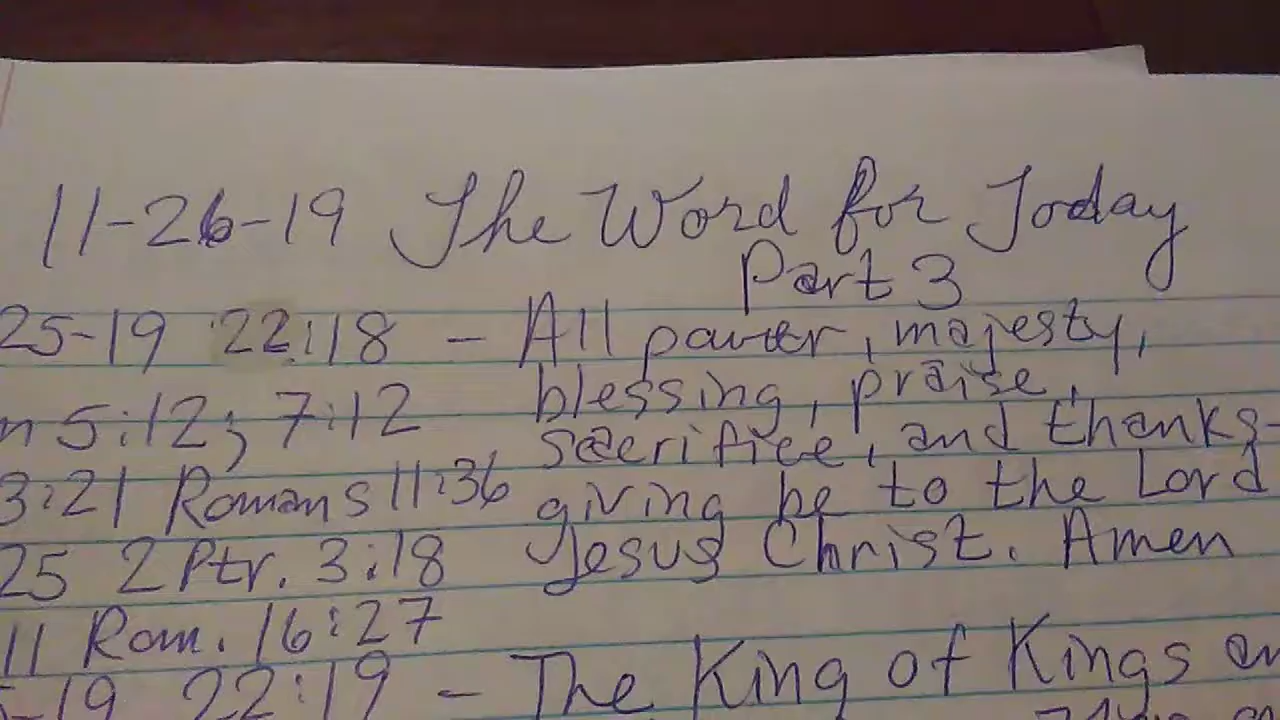 11-26-19 The Word for Today
Part 3
25-19 22:18 - All power, majesty,
n 5:12; 7:12 blessing, praise,
sacrifice, and thanks-
3:21 Romans 11:36 giving be to the Lord
25 2 Ptr. 3:18 Jesus Christ. Amen
11 Rom. 16:27
-19 22:19 - The King of Kings an